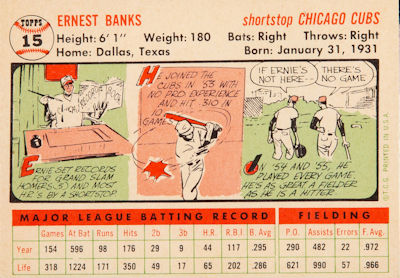 TOPPS
15
ERNEST BANKS
shortstop CHICAGO CUBS
Height: 6' 1" Weight: 180 Bats: Right Throws: Right
Home: Dallas, Texas Born: January 31, 1931
ERNIE SET RECORDS
FOR GRAND SLAM
HOMERS (5) AND MOST
H.R.'S BY A SHORTSTOP
HE JOINED THE
CUBS IN '53 WITH
NO PRO EXPERIENCE
AND HIT .310 IN
10 GAMES
IF ERNIE'S
NOT HERE--
THERE'S
NO GAME
IN '54 AND '55, HE
PLAYED EVERY GAME.
HE'S AS GREAT A FIELDER
AS HE IS A HITTER
©T.C.G. PRINTED IN U.S.A.
MAJOR LEAGUE BATTING RECORD FIELDING
Games At Bat Runs Hits 2b 3b H.R. R.B.I. B.Avg. P.O. Assists Errors F.Avg.
Year 154 596 98 176 29 9 44 117 .295 290 482 22 .972
Life 318 1224 171 350 49 17 65 202 .286 621 990 56 .966